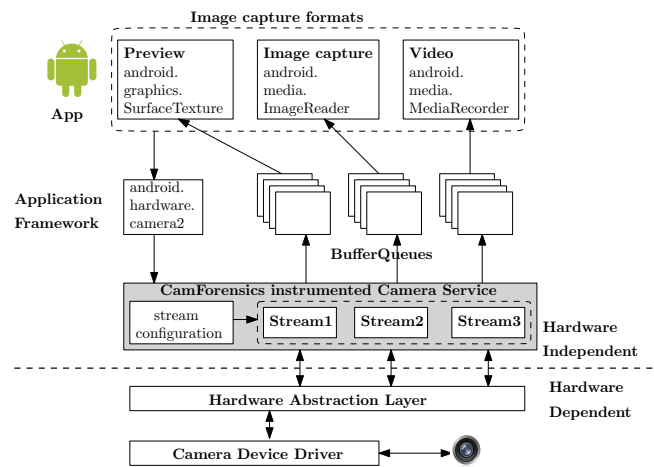 Image capture formats
Preview
android.
graphics.
SurfaceTexture
Image capture
android.
media.
ImageReader
Video
android.
media.
MediaRecorder
App
Application
Framework
android.
hardware.
camera2
BufferQueues
CamForensics instrumented Camera Service
stream
configuration
Stream1
Stream2
Stream3
Hardware
Independent
Hardware
Dependent
Hardware Abstraction Layer
Camera Device Driver